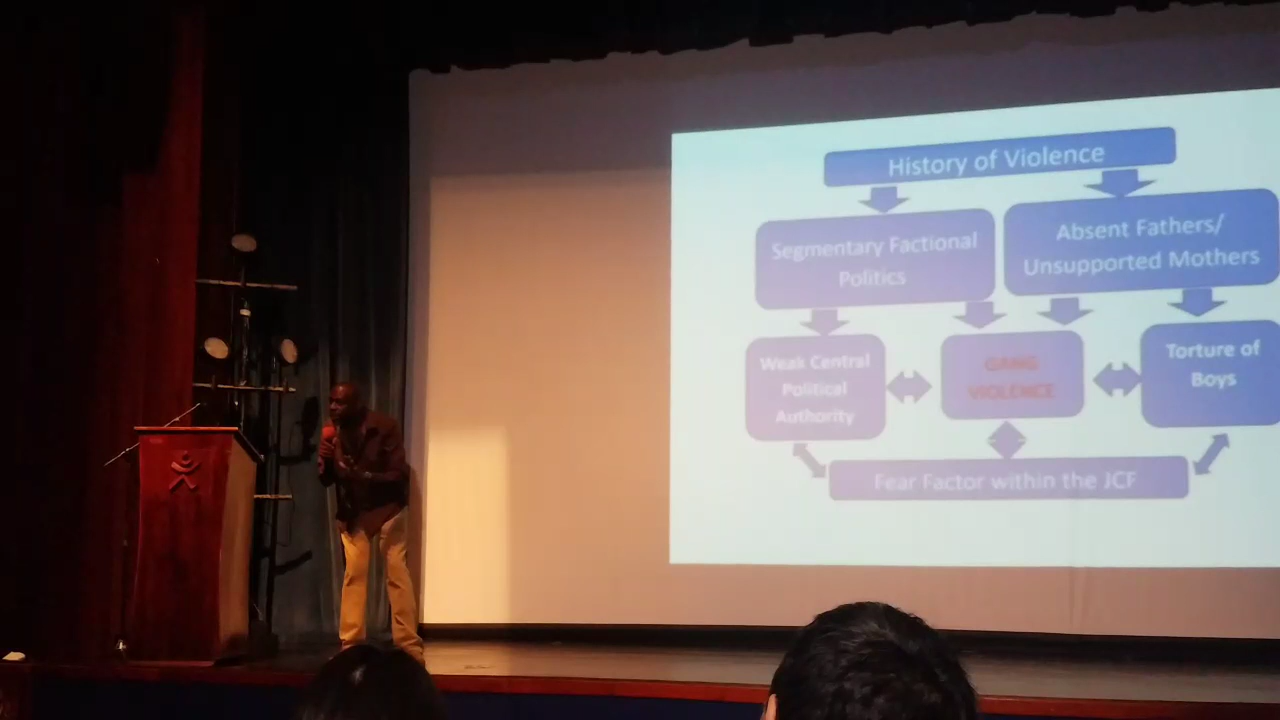 History of Violence
Segmentary Factional
Politics
Absent Fathers/
Unsupported Mothers
Weak Central
Political
Authority
GANG
VIOLENCE
Torture of
Boys
Fear Factor within the JCF